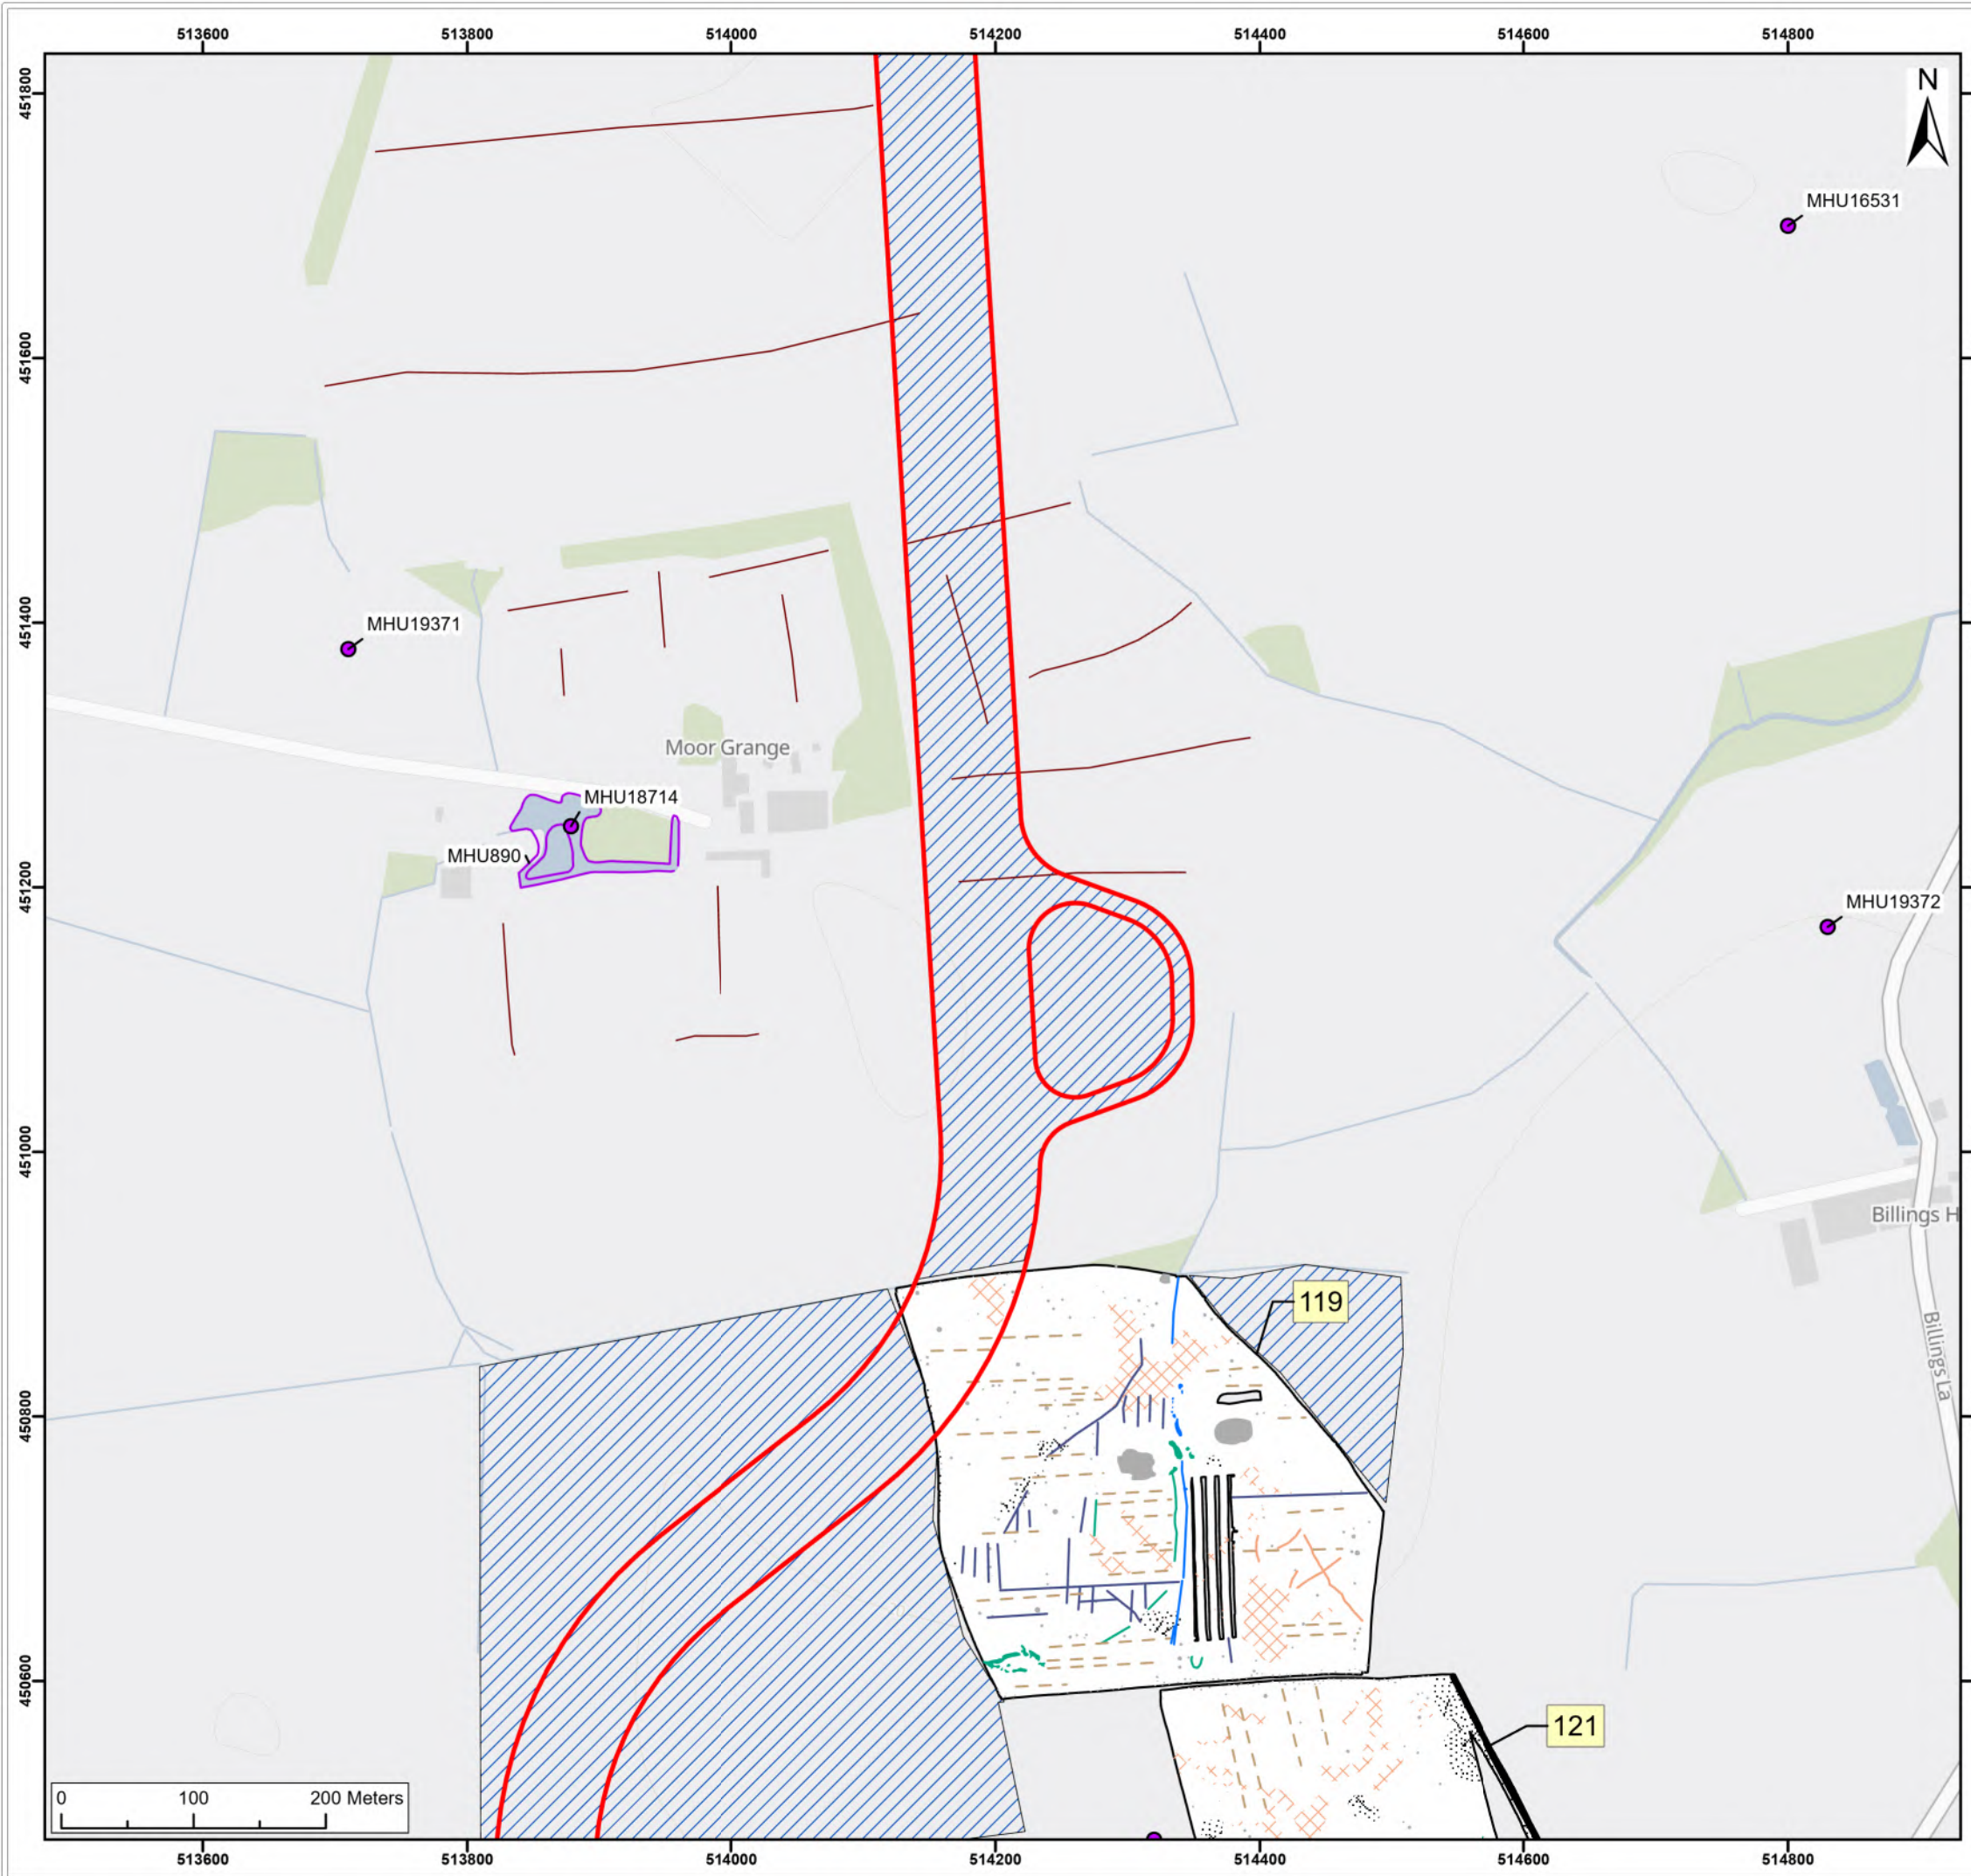 513600 513800 514000 514200 514400 514600 514800
451800
N
MHU16531
451600
451400
MHU19371
Moor Grange
MHU18714
MHU890
451200
MHU19372
451000
Billings H
119
Billings La
450800
450600
121
0 100 200 Meters
513600 513800 514000 514200 514400 514600 514800